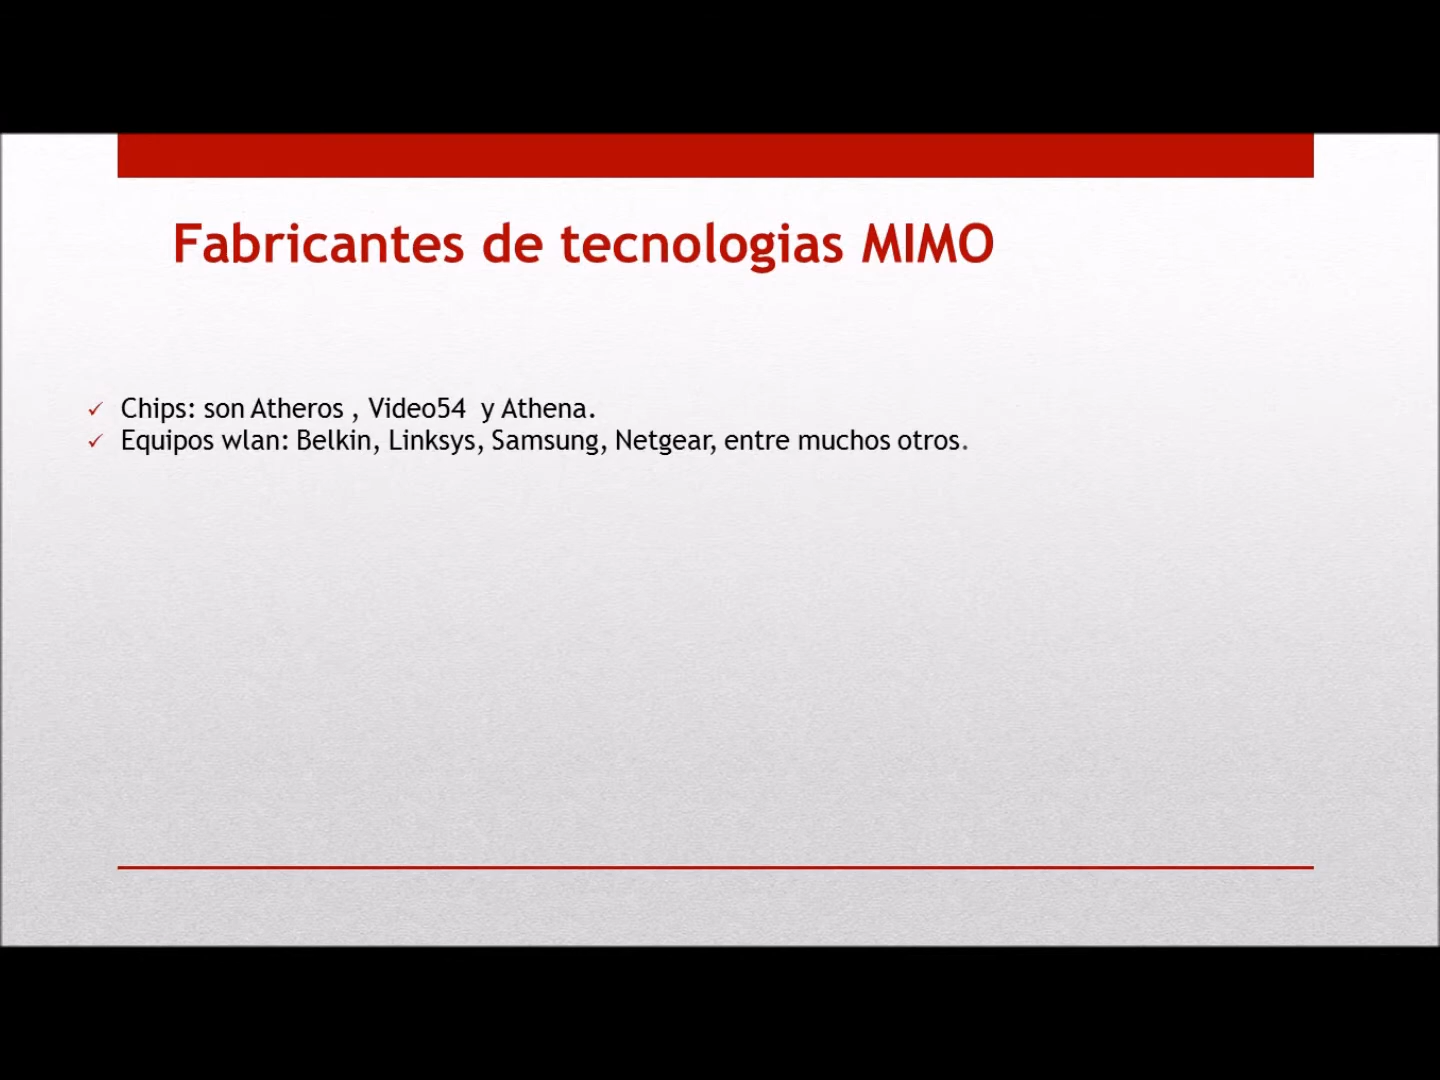 Fabricantes de tecnologias MIMO
✓ Chips: son Atheros , Video54 y Athena.
✓ Equipos wlan: Belkin, Linksys, Samsung, Netgear, entre muchos otros.